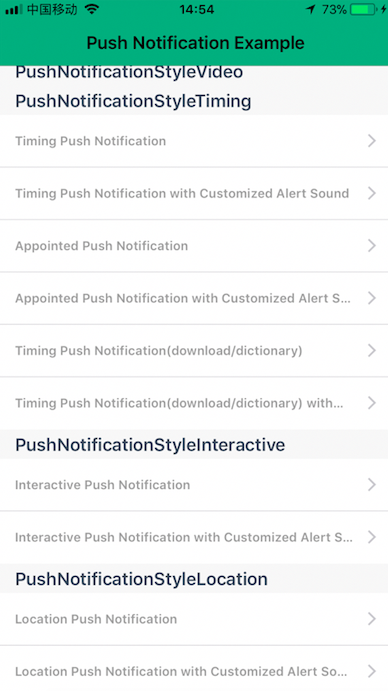 中国移动 14:54 73%
Push Notification Example
PushNotificationStyleVideo
PushNotificationStyleTiming
Timing Push Notification
Timing Push Notification with Customized Alert Sound
Appointed Push Notification
Appointed Push Notification with Customized Alert S...
Timing Push Notification(download/dictionary)
Timing Push Notification(download/dictionary) with...
PushNotificationStyleInteractive
Interactive Push Notification
Interactive Push Notification with Customized Alert S...
PushNotificationStyleLocation
Location Push Notification
Location Push Notification with Customized Alert So...